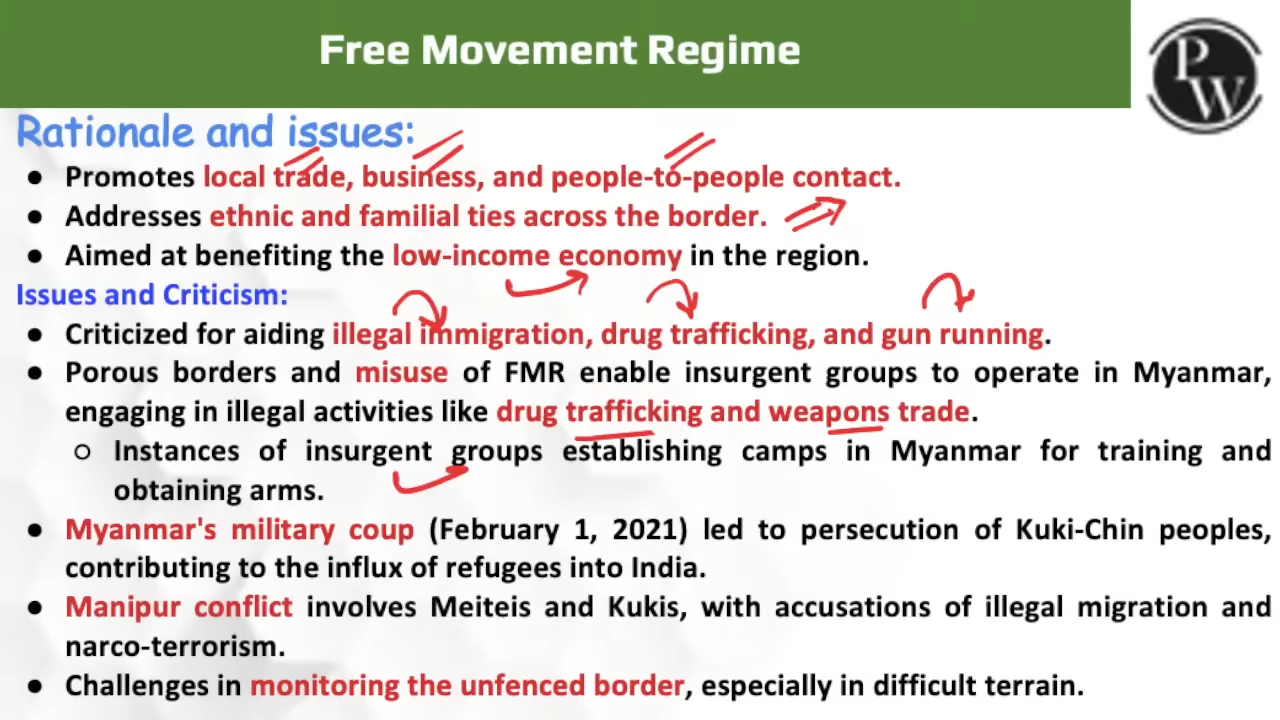 Free Movement Regime
P
W
Rationale and issues:
● Promotes local trade, business, and people-to-people contact.
● Addresses ethnic and familial ties across the border.
● Aimed at benefiting the low-income economy in the region.
Issues and Criticism:
● Criticized for aiding illegal immigration, drug trafficking, and gun running.
● Porous borders and misuse of FMR enable insurgent groups to operate in Myanmar,
engaging in illegal activities like drug trafficking and weapons trade.
○ Instances of insurgent groups establishing camps in Myanmar for training and
obtaining arms.
● Myanmar's military coup (February 1, 2021) led to persecution of Kuki-Chin peoples,
contributing to the influx of refugees into India.
● Manipur conflict involves Meiteis and Kukis, with accusations of illegal migration and
narco-terrorism.
● Challenges in monitoring the unfenced border, especially in difficult terrain.